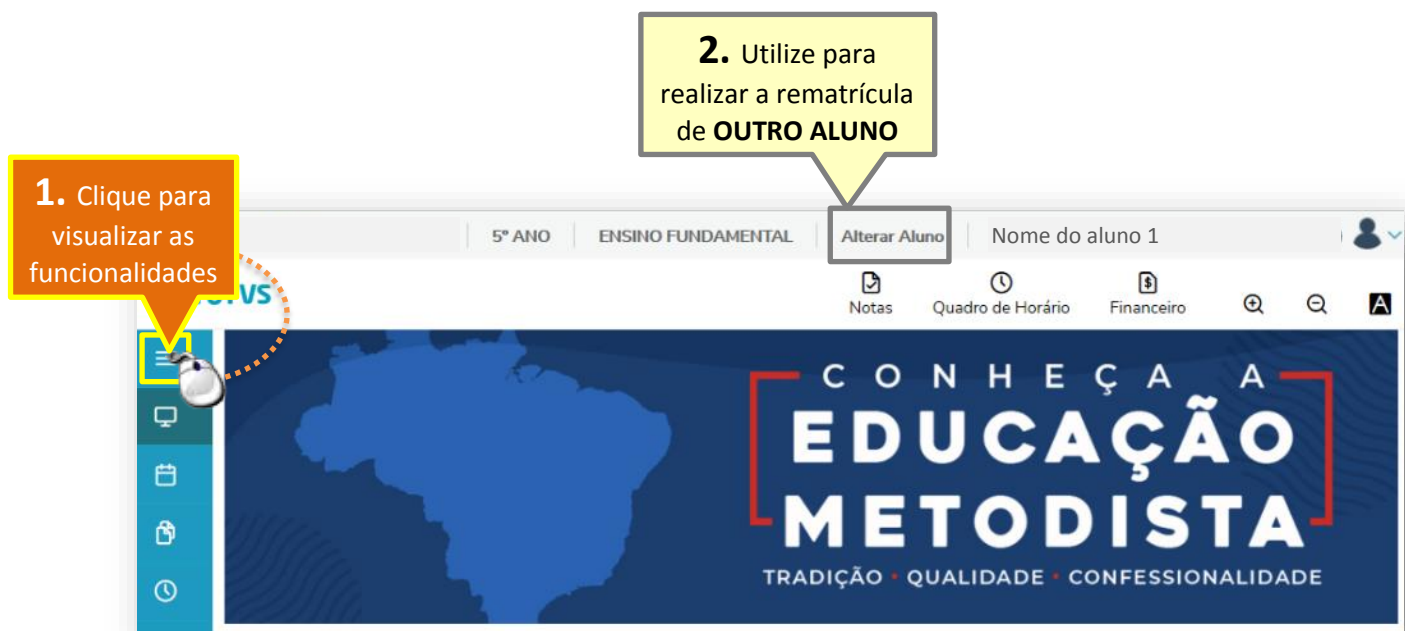 2. Utilize para
realizar a rematrícula
de OUTRO ALUNO
1. Clique para
visualizar as
funcionalidades
5º ANO
ENSINO FUNDAMENTAL
Alterar Aluno
Nome do aluno 1
Notas
Quadro de Horário
Financeiro
A
CONHEÇA A
EDUCAÇÃO
METODISTA
TRADIÇÃO • QUALIDADE • CONFESSIONALIDADE